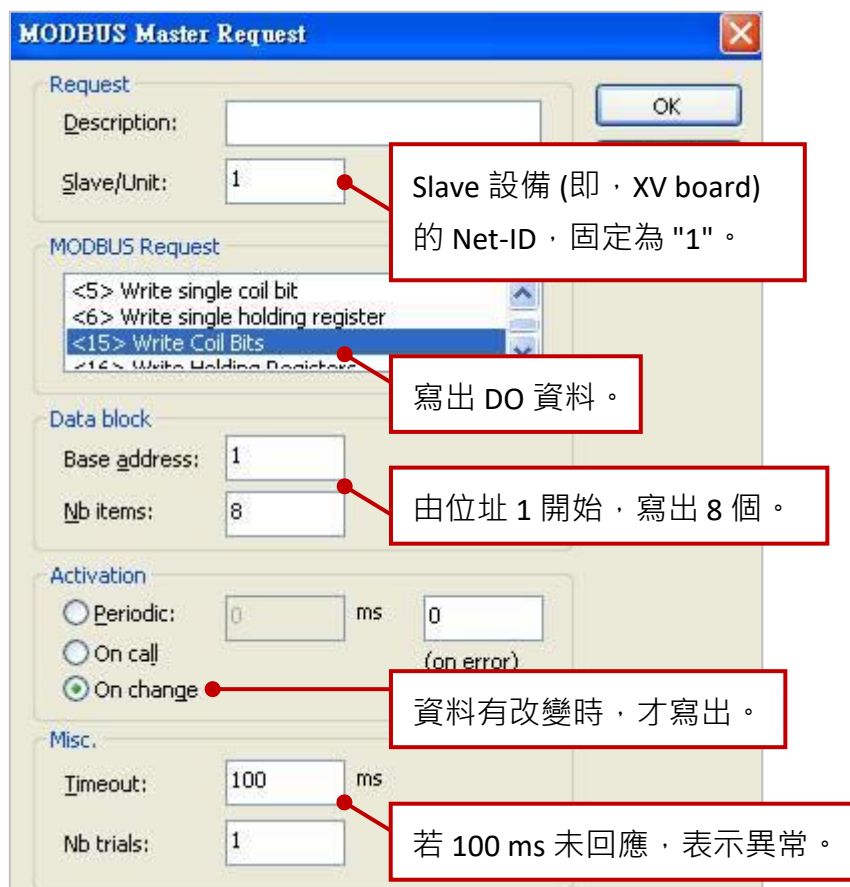 MODBUS Master Request
Request
OK
Description:
Slave/Unit:
1
Slave 設備 (即，XV board)
的 Net-ID，固定為 "1"。
MODBUS Request
<5> Write single coil bit
<6> Write single holding register
<15> Write Coil Bits
<16> Write Holding Registers
寫出 DO 資料。
Data block
Base address:
1
Nb items:
8
由位址 1 開始，寫出 8 個。
Activation
Periodic:
0
ms
0
On call
(on error)
On change
資料有改變時，才寫出。
Misc.
Timeout:
100
ms
Nb trials:
1
若 100 ms 未回應，表示異常。